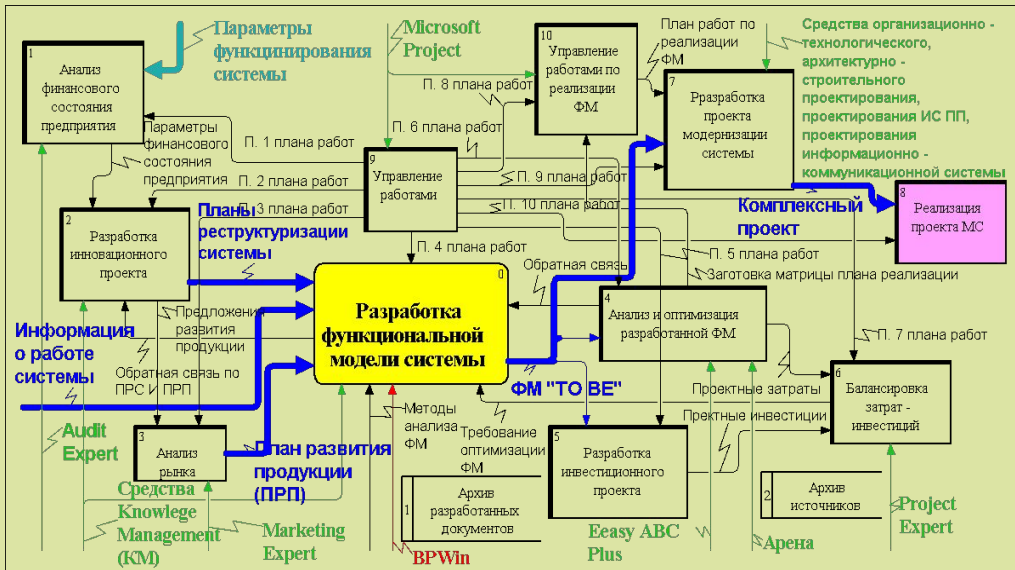 1
Анализ
финансового
состояния
предприятия
Параметры
функцинирования
системы
Microsoft
Project
10
Управление
работами по
реализации
ФМ
План работ по
реализации
ФМ
7
Рразработка
проекта
модернизации
системы
Средства организационно -
технологического,
архитектурно -
строительного
проектирования,
проектирования ИС ПП,
проектирования
информационно -
коммуникационной системы
П. 8 плана работ
П. 6 плана работ
П. 1 плана работ
Параметры
финансового
состояния
предприятия
9
Управление
работами
П. 9 плана работ
П. 2 плана работ
П. 3 плана работ
П. 10 плана работ
8
Реализация
проекта МС
2
Разработка
инновационного
проекта
Планы
реструктуризации
системы
Комплексный
проект
П. 4 плана работ
П. 5 плана работ
Обратная связь
Заготовка матрицы плана реализации
0
Разработка
функциональной
модели системы
4
Анализ и оптимизация
разработанной ФМ
Предложения
развития
продукции
Информация
о работе
системы
П. 7 плана работ
Обратная связь по
ПРС И ПРП
ФМ "TO BE"
Проектные затраты
6
Балансировка
затрат -
инвестиций
Пректные инвестиции
Методы
анализа
ФМ
Требование
оптимизации
ФМ
Audit
Expert
3
Анализ
рынка
План развития
продукции
(ПРП)
5
Разработка
инвестиционного
проекта
Средства
Knowlege
Management
(КМ)
Marketing
Expert
1
Архив
разработанных
документов
BPWin
Eeasy ABC
Plus
2
Архив
источников
Арена
Project
Expert